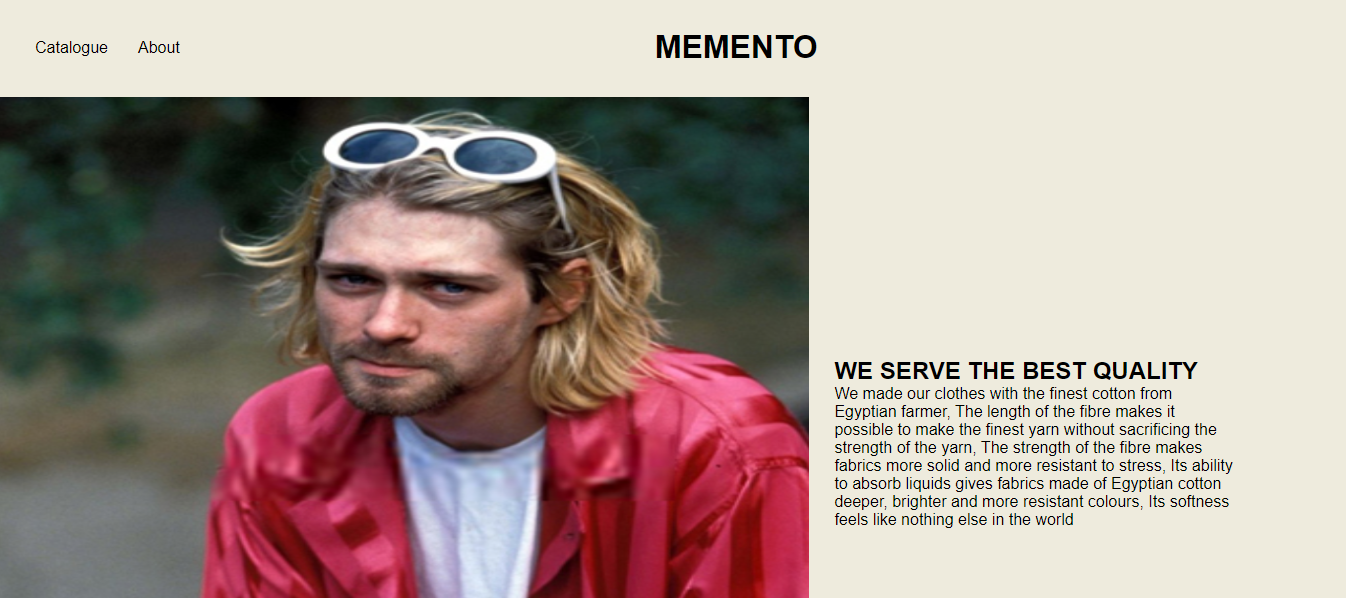 Catalogue About MEMENTO
WE SERVE THE BEST QUALITY
We made our clothes with the finest cotton from
Egyptian farmer, The length of the fibre makes it
possible to make the finest yarn without sacrificing the
strength of the yarn, The strength of the fibre makes
fabrics more solid and more resistant to stress, Its ability
to absorb liquids gives fabrics made of Egyptian cotton
deeper, brighter and more resistant colours, Its softness
feels like nothing else in the world